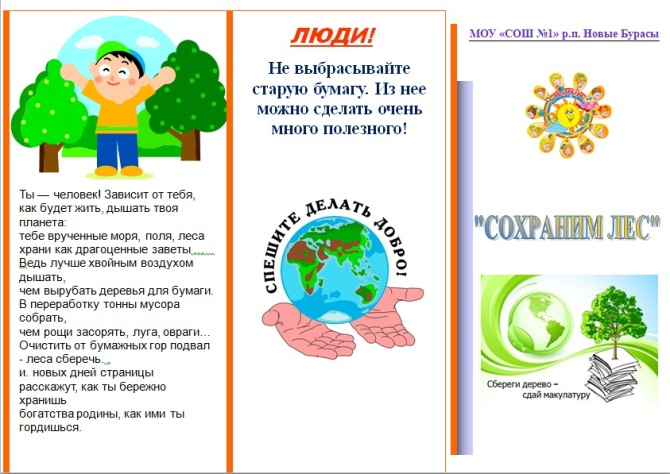 Ты — человек! Зависит от тебя,
как будет жить, дышать твоя
планета:
тебе врученные моря, поля, леса
храни как драгоценные заветы
Ведь лучше хвойным воздухом
дышать,
чем вырубать деревья для бумаги.
В переработку тонны мусора
собрать,
чем рощи засорять, луга, овраги...
Очистить от бумажных гор подвал
- леса сберечь.
и. новых дней страницы
расскажут, как ты бережно
хранишь
богатства родины, как ими ты
гордишься.
ЛЮДИ!
Не выбрасывайте
старую бумагу. Из нее
можно сделать очень
много полезного!
СПЕШИТЕ ДЕЛАТЬ ДОБРО!
МОУ «СОШ №1» р.п. Новые Бурасы
"СОХРАНИМ ЛЕС"
Сбереги дерево –
сдай макулатуру